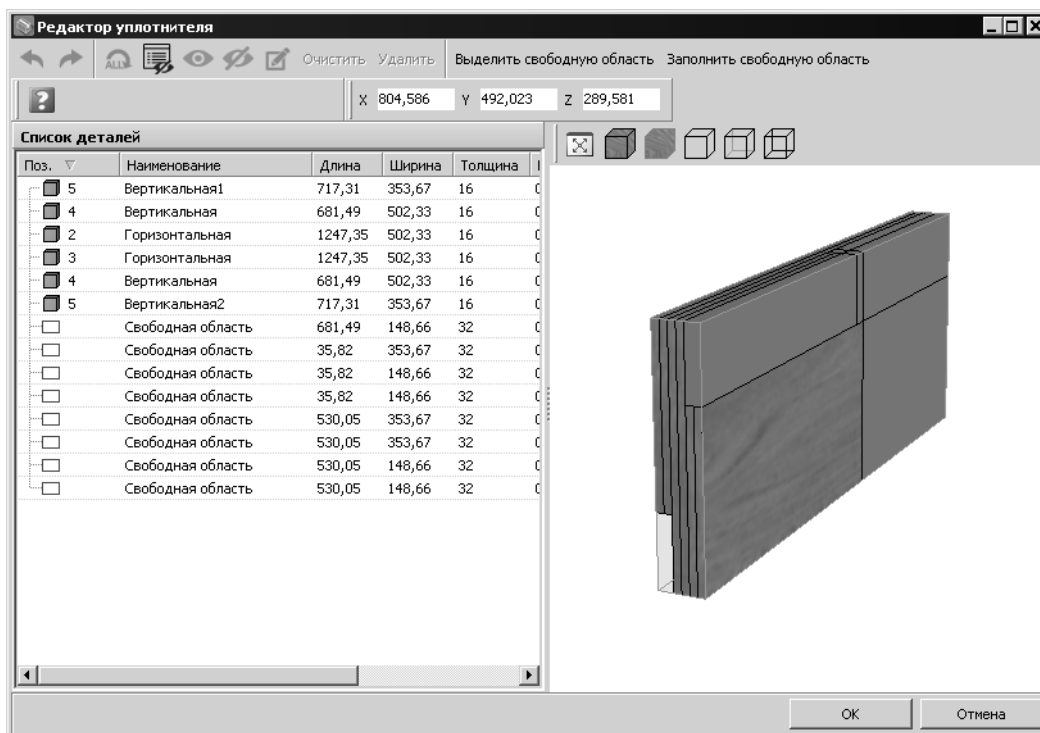 Редактор уплотнителя
ALL Очистить Удалить Выделить свободную область Заполнить свободную область
? X 804,586 Y 492,023 Z 289,581
Список деталей
Поз. Наименование Длина Ширина Толщина
5 Вертикальная1 717,31 353,67 16
4 Вертикальная 681,49 502,33 16
2 Горизонтальная 1247,35 502,33 16
3 Горизонтальная 1247,35 502,33 16
4 Вертикальная 681,49 502,33 16
5 Вертикальная2 717,31 353,67 16
Свободная область 681,49 148,66 32
Свободная область 35,82 353,67 32
Свободная область 35,82 148,66 32
Свободная область 35,82 148,66 32
Свободная область 530,05 353,67 32
Свободная область 530,05 353,67 32
Свободная область 530,05 148,66 32
Свободная область 530,05 148,66 32
OK Отмена